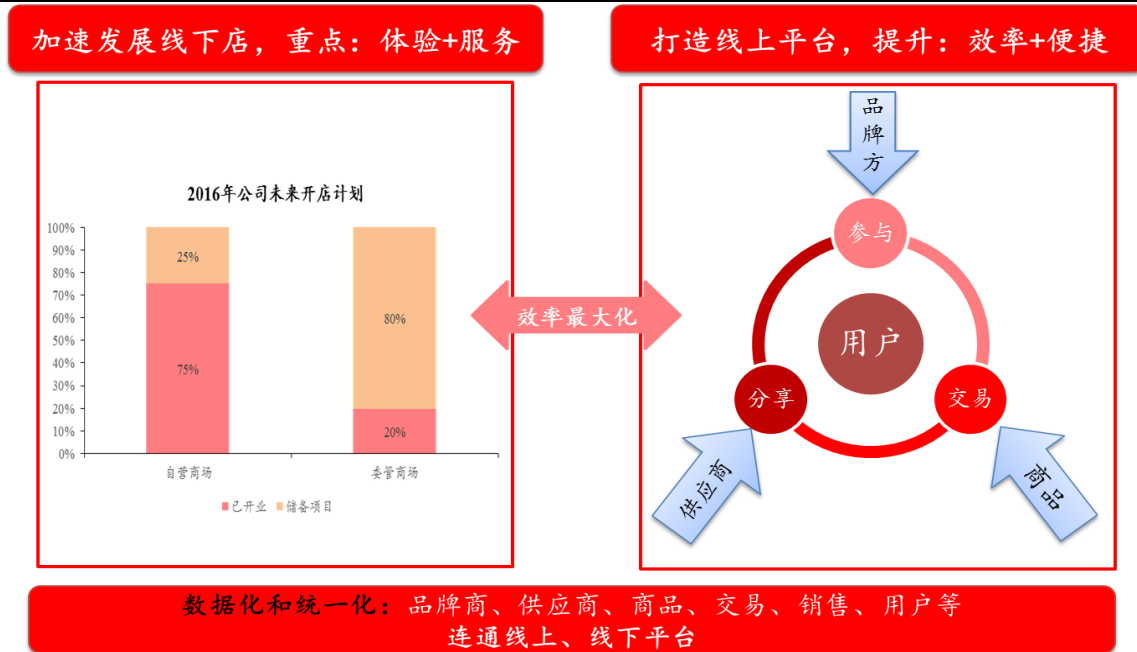 加速发展线下店，重点：体验+服务
打造线上平台，提升：效率+便捷
2016年公司未来开店计划
100%
90%
80%
70%
60%
50%
40%
30%
20%
10%
0%
25%
75%
80%
20%
自营商场
委管商场
已开业
储备项目
效率最大化
品牌方
参与
用户
分享
交易
供应商
商品
数据化和统一化：品牌商、供应商、商品、交易、销售、用户等
连通线上、线下平台